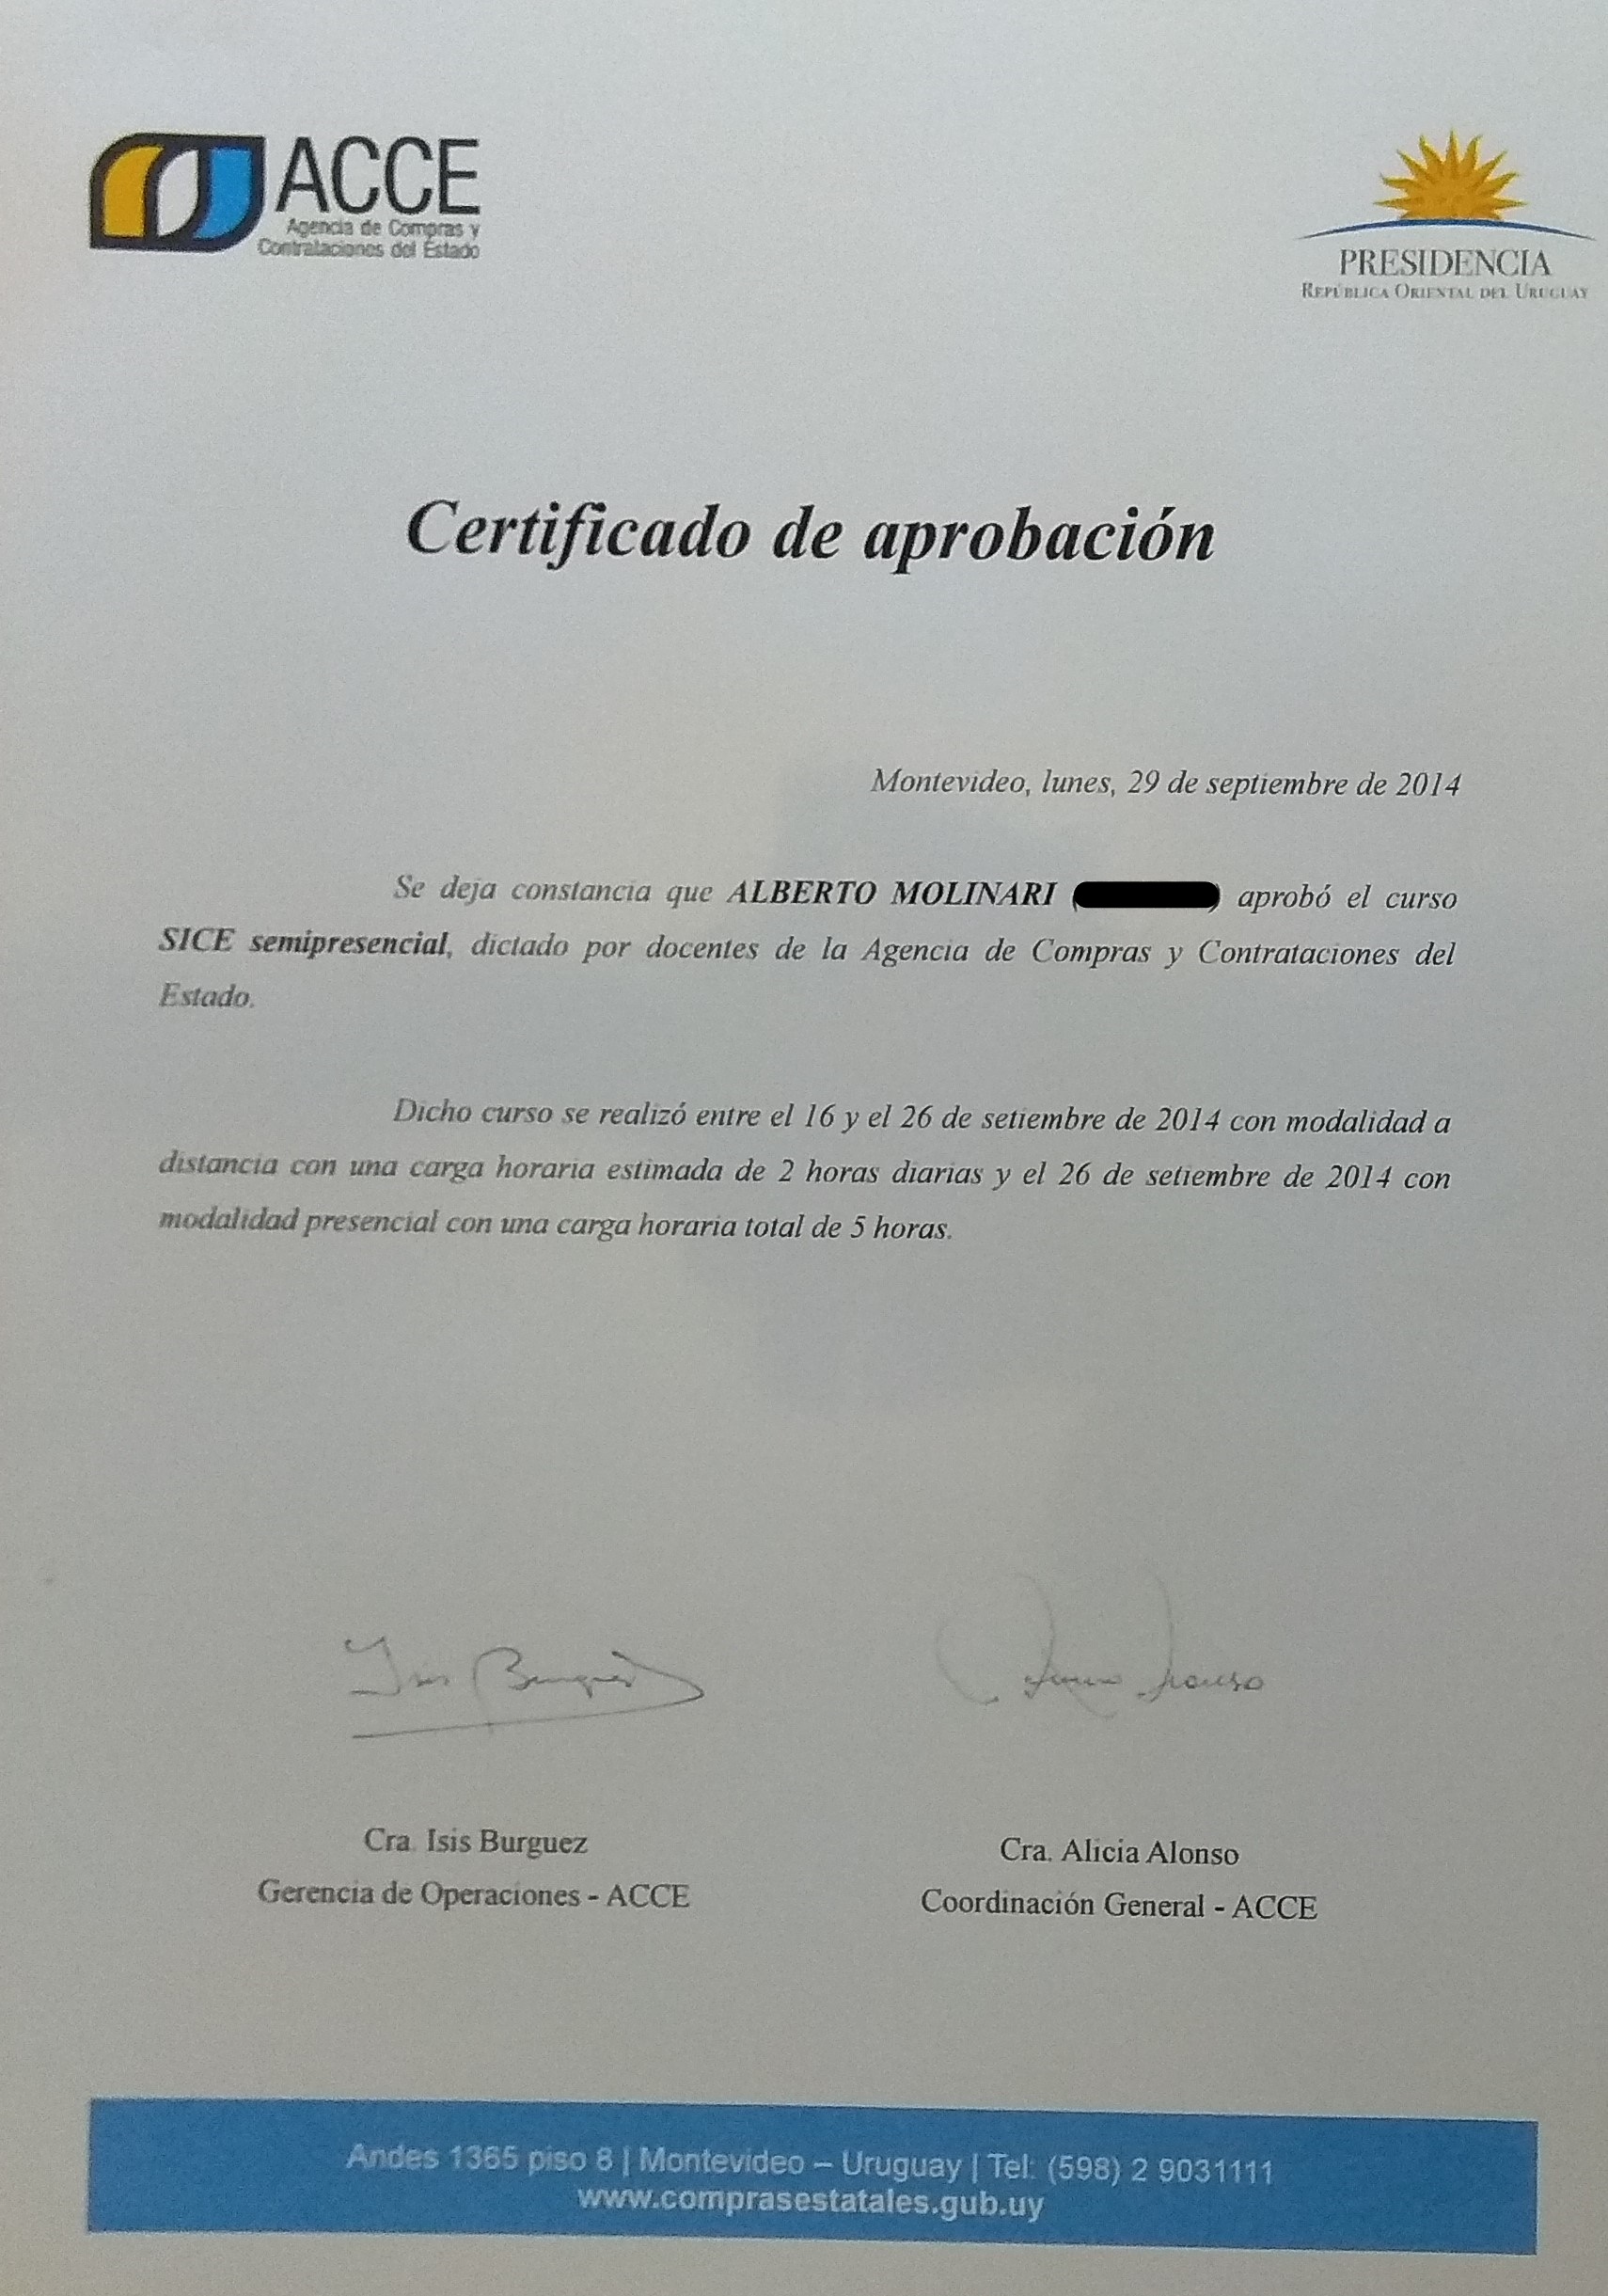 ACCE
Agencia de Compras y
Contrataciones del Estado
PRESIDENCIA
REPÚBLICA ORIENTAL DEL URUGUAY
Certificado de aprobación
Montevideo, lunes, 29 de septiembre de 2014
Se deja constancia que ALBERTO MOLINARI ( ) aprobó el curso
SICE semipresencial, dictado por docentes de la Agencia de Compras y Contrataciones del
Estado.
Dicho curso se realizó entre el 16 y el 26 de setiembre de 2014 con modalidad a
distancia con una carga horaria estimada de 2 horas diarias y el 26 de setiembre de 2014 con
modalidad presencial con una carga horaria total de 5 horas.
Isis Burguez
Cra. Isis Burguez
Gerencia de Operaciones - ACCE
Cra. Alicia Alonso
Coordinación General - ACCE
Andes 1365 piso 8 | Montevideo – Uruguay | Tel: (598) 2 9031111
www.comprasestatales.gub.uy